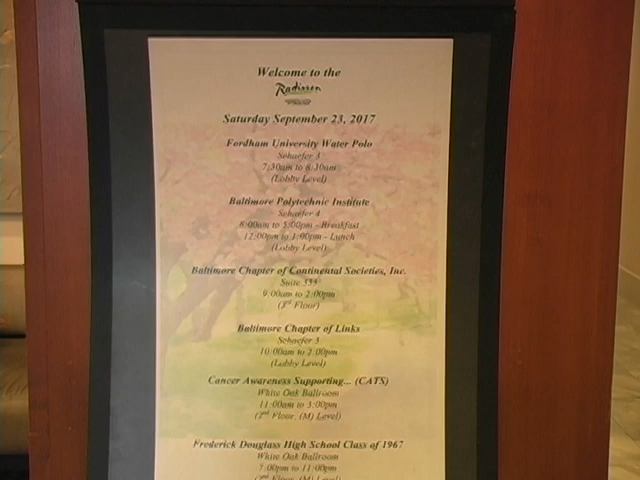 Welcome to the
Radisson
Saturday September 23, 2017
Fordham University Water Polo
Schaefer 3
7:30am to 8:30am
(Lobby Level)
Baltimore Polytechnic Institute
Schaefer 4
8:00am to 5:00pm - Breakfast
12:00pm to 1:00pm - Lunch
(Lobby Level)
Baltimore Chapter of Continental Societies, Inc.
Suite 333
9:00am to 2:00pm
(3rd Floor)
Baltimore Chapter of Links
Schaefer 3
10:00am to 2:00pm
(Lobby Level)
Cancer Awareness Supporting... (CATS)
White Oak Ballroom
11:00am to 3:00pm
(2nd Floor, (M) Level)
Frederick Douglass High School Class of 1967
White Oak Ballroom
7:00pm to 11:00pm
(2nd Floor, (M) Level)